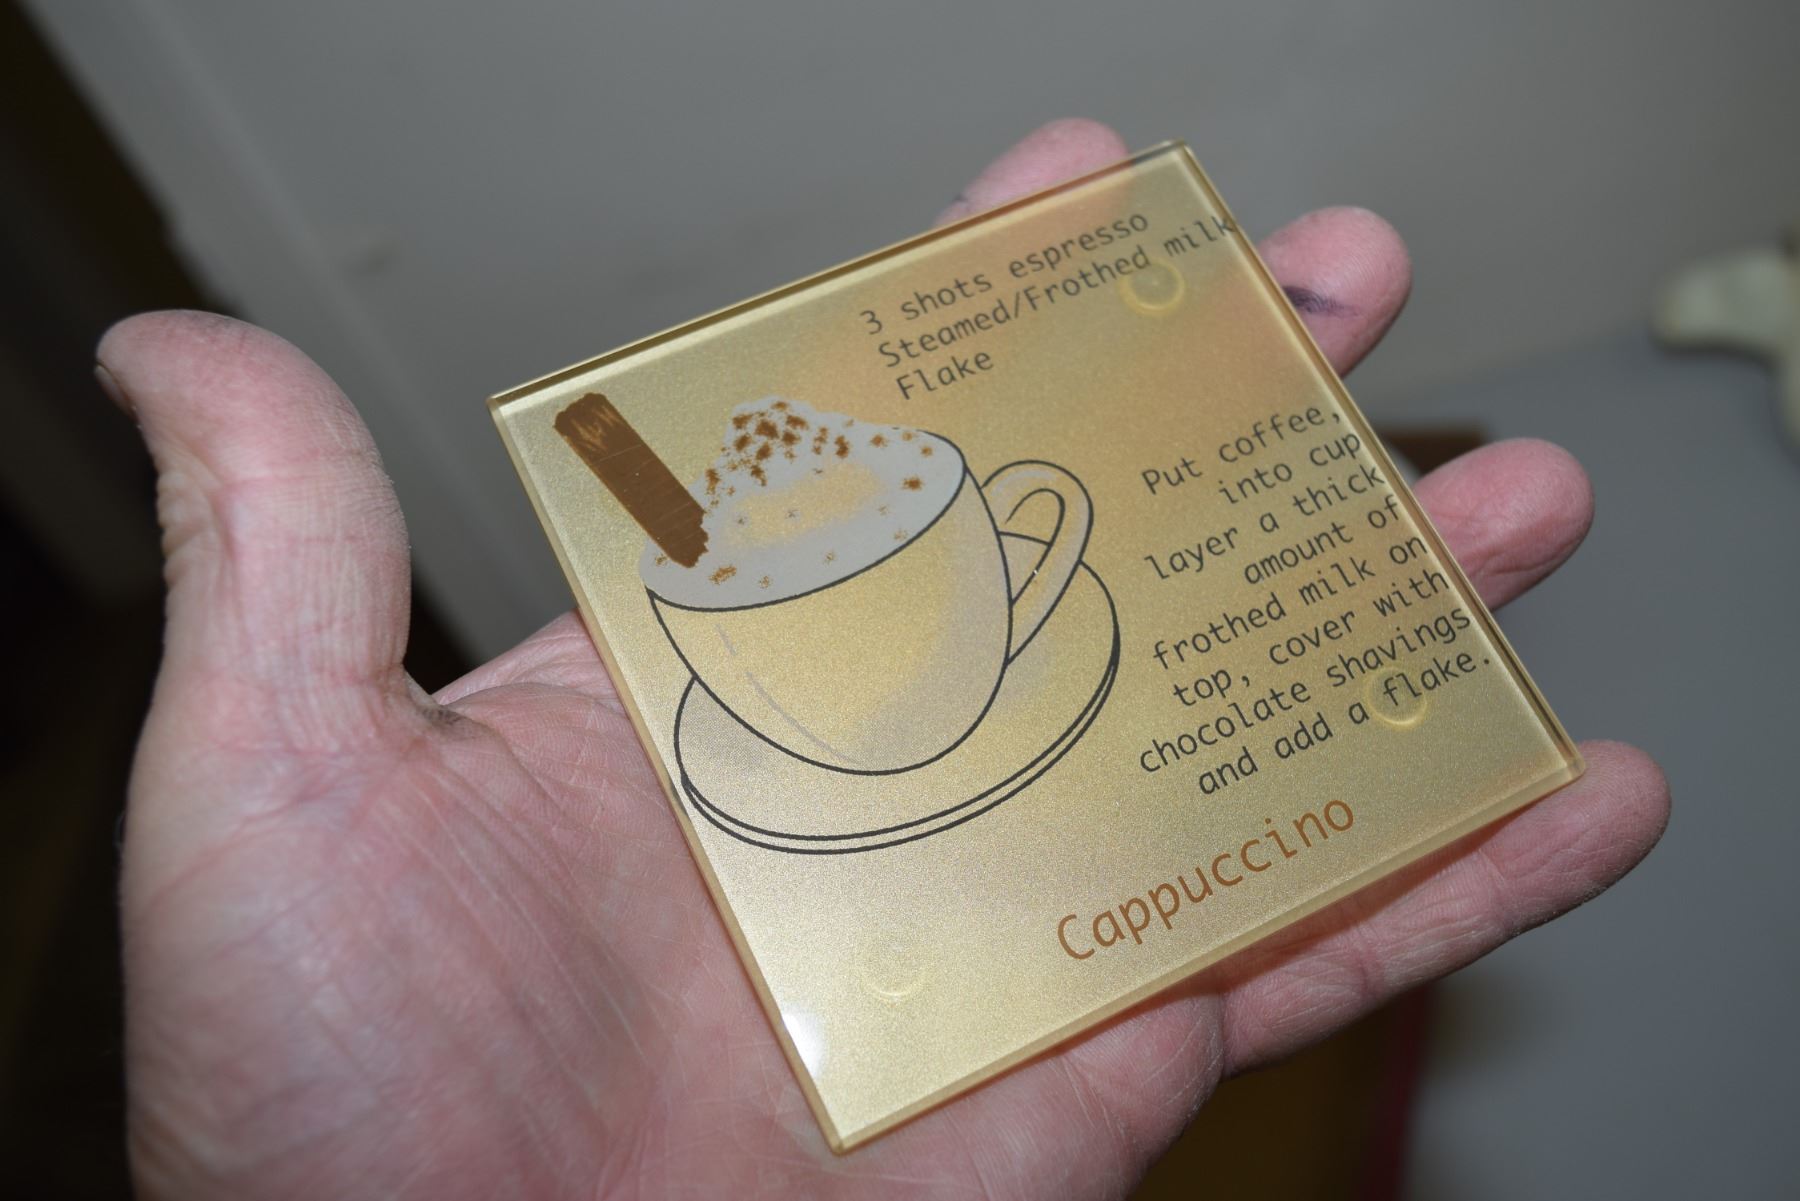 3 shots espresso
Steamed/Frothed milk
Flake
Put coffee,
into cup
layer a thick
amount of
frothed milk on
top, cover with
chocolate shavings
and add a flake.
Cappuccino